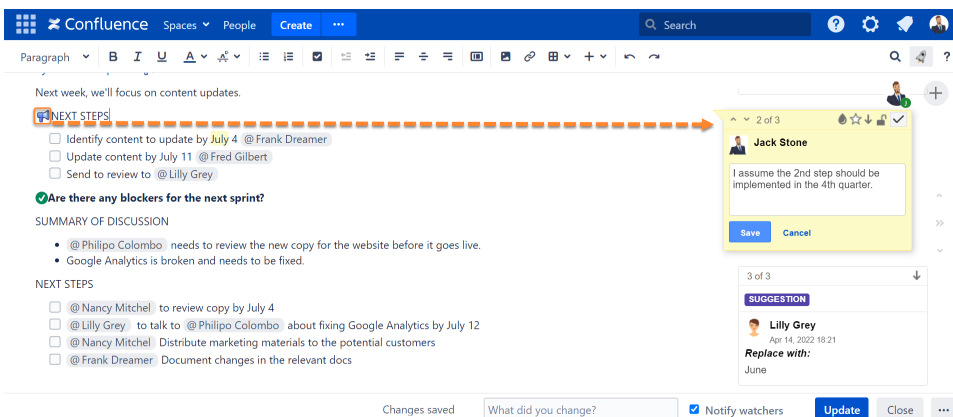 Confluence Spaces People Create ... Search ?
Paragraph B I U A ?
Next week, we'll focus on content updates.
NEXT STEPS
Identify content to update by July 4 @Frank Dreamer
Update content by July 11 @Fred Gilbert
Send to review to @Lilly Grey
Are there any blockers for the next sprint?
SUMMARY OF DISCUSSION
• @Philipo Colombo needs to review the new copy for the website before it goes live.
• Google Analytics is broken and needs to be fixed.
NEXT STEPS
@Nancy Mitchel to review copy by July 4
@Lilly Grey to talk to @Philipo Colombo about fixing Google Analytics by July 12
@Nancy Mitchel Distribute marketing materials to the potential customers
@Frank Dreamer Document changes in the relevant docs
2 of 3
Jack Stone
I assume the 2nd step should be
implemented in the 4th quarter.
Save Cancel
3 of 3
SUGGESTION
Lilly Grey
Apr 14, 2022 18:21
Replace with:
June
Changes saved What did you change? Notify watchers Update Close ...